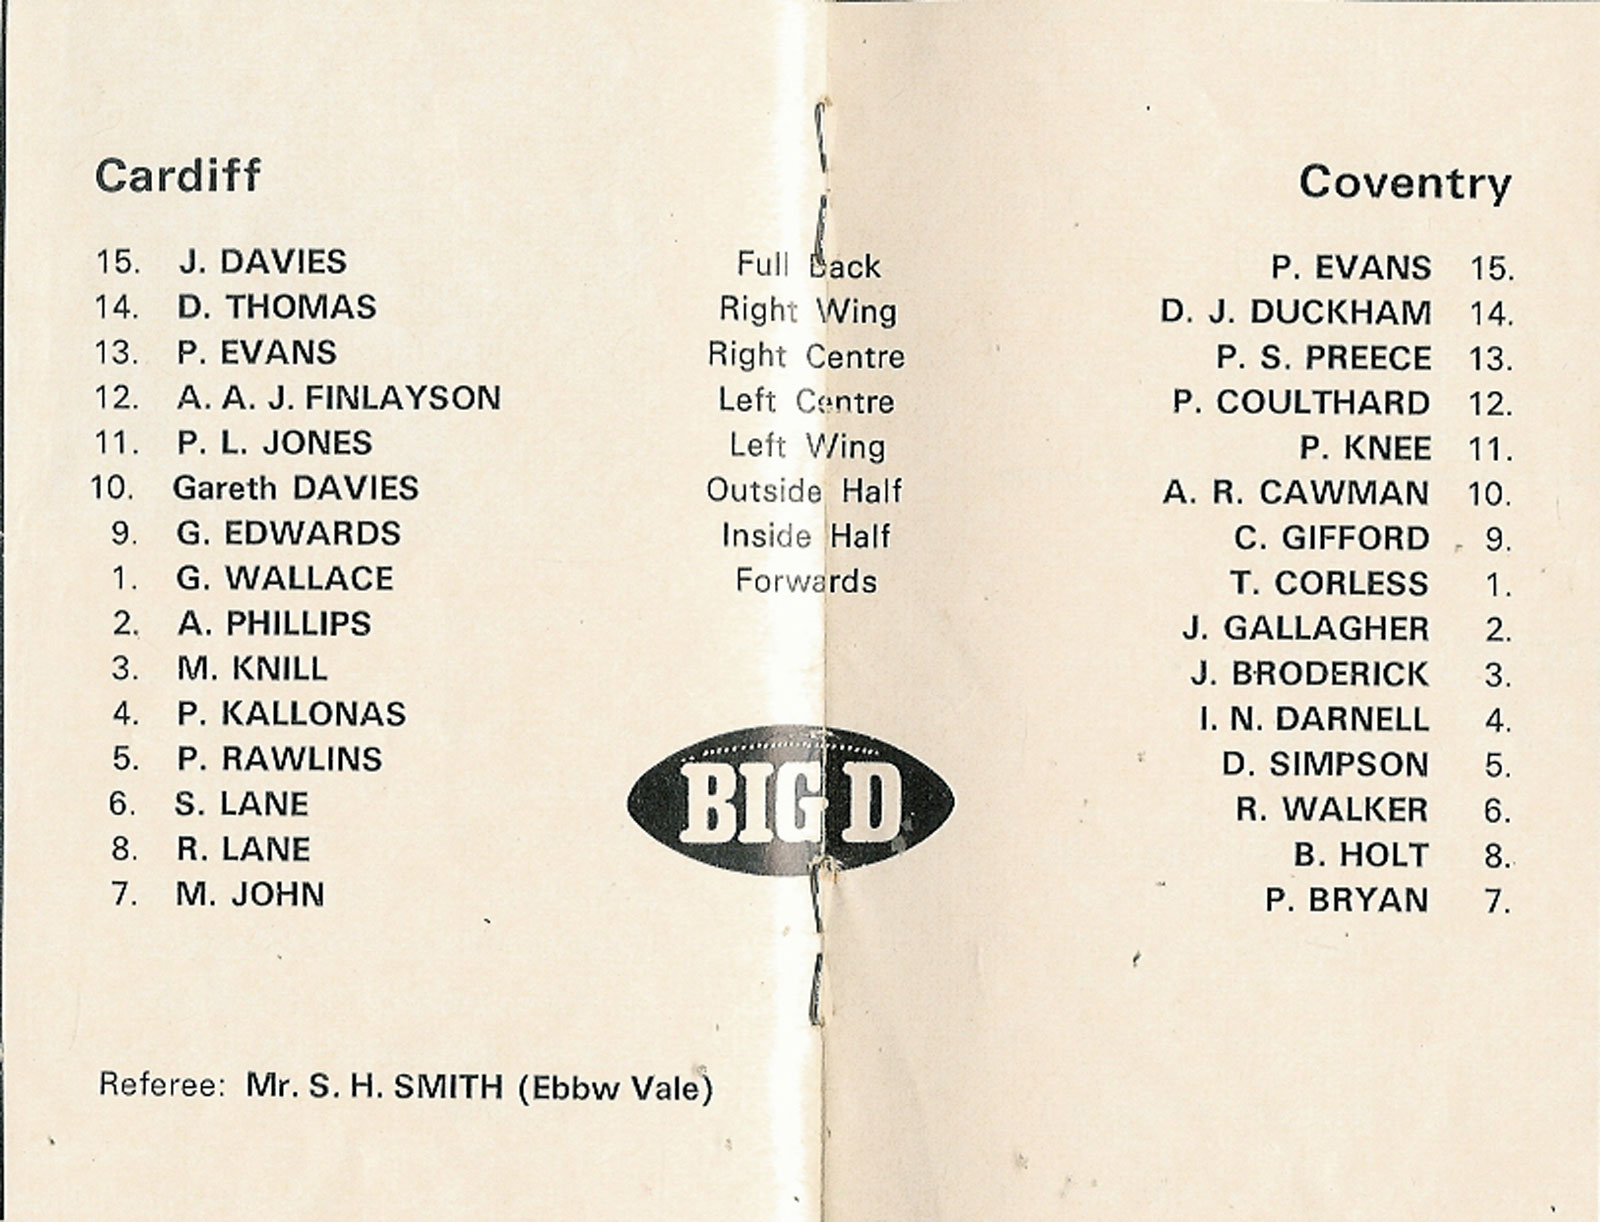 Cardiff Coventry
15. J. DAVIES Full Back P. EVANS 15.
14. D. THOMAS Right Wing D. J. DUCKHAM 14.
13. P. EVANS Right Centre P. S. PREECE 13.
12. A. A. J. FINLAYSON Left Centre P. COULTHARD 12.
11. P. L. JONES Left Wing P. KNEE 11.
10. Gareth DAVIES Outside Half A. R. CAWMAN 10.
9. G. EDWARDS Inside Half C. GIFFORD 9.
1. G. WALLACE Forwards T. CORLESS 1.
2. A. PHILLIPS J. GALLAGHER 2.
3. M. KNILL J. BRODERICK 3.
4. P. KALLONAS I. N. DARNELL 4.
5. P. RAWLINS D. SIMPSON 5.
6. S. LANE BIG D R. WALKER 6.
8. R. LANE B. HOLT 8.
7. M. JOHN P. BRYAN 7.
Referee: Mr. S. H. SMITH (Ebbw Vale)